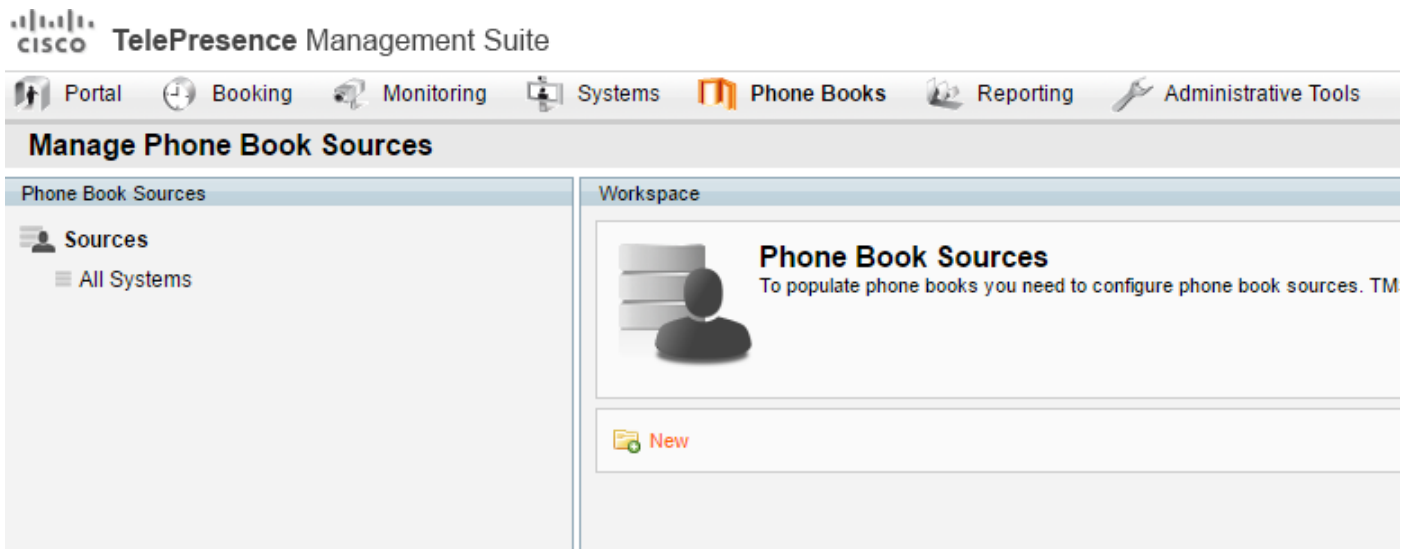 CISCO TelePresence Management Suite
Portal Booking Monitoring Systems Phone Books Reporting Administrative Tools
Manage Phone Book Sources
Phone Book Sources
Workspace
Sources
All Systems
Phone Book Sources
To populate phone books you need to configure phone book sources. TM
New